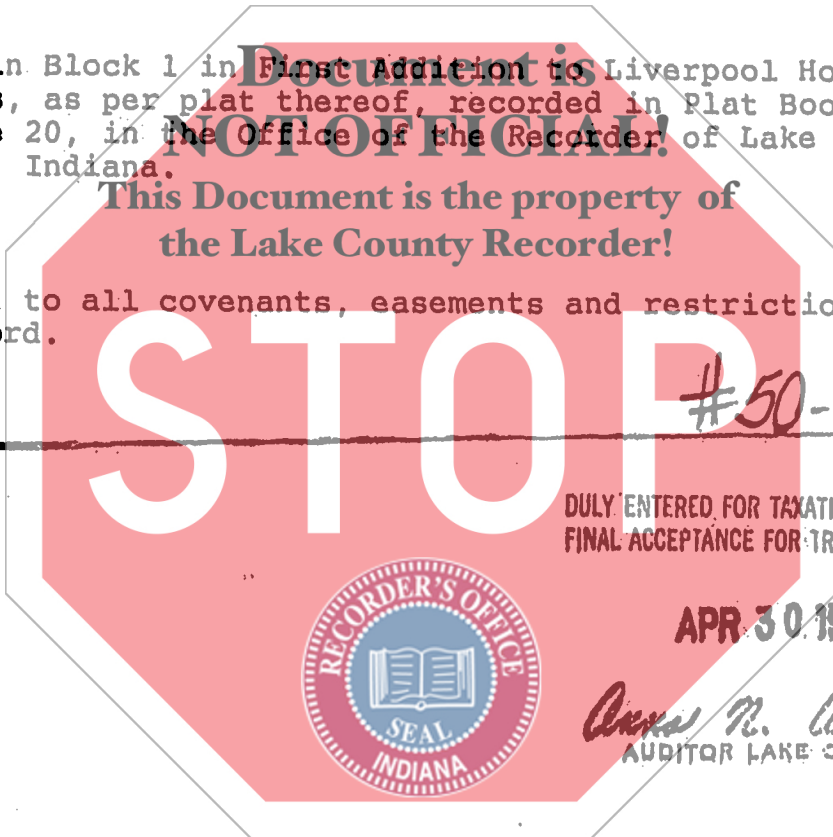 n Block 1 in First Addition to Liverpool Ho
, as per plat thereof, recorded in Plat Boo
20, in the Office of the Recorder of Lake
Indiana.
Document is
NOT OFFICIAL!
This Document is the property of
the Lake County Recorder!
to all covenants, easements and restrictio
rd.
STOP
#50-
DULY ENTERED FOR TAXATI
FINAL ACCEPTANCE FOR TR
APR 30 19
Anna N.
AUDITOR LAKE
RECORDER'S OFFICE
SEAL
INDIANA